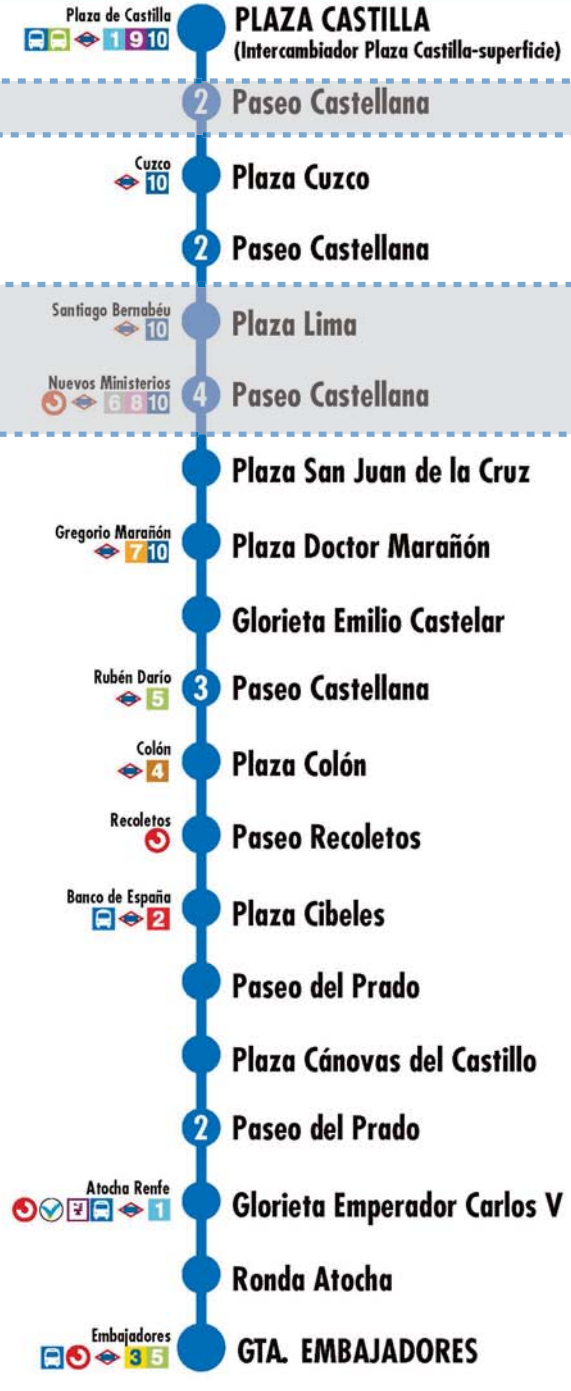 Plaza de Castilla
1 9 10
PLAZA CASTILLA
(Intercambiador Plaza Castilla-superficie)
2 Paseo Castellana
Cuzco
10
Plaza Cuzco
2 Paseo Castellana
Santiago Bernabéu
10
Plaza Lima
Nuevos Ministerios
6 8 10
4 Paseo Castellana
Plaza San Juan de la Cruz
Gregorio Marañón
7 10
Plaza Doctor Marañón
Glorieta Emilio Castelar
Rubén Darío
5
3 Paseo Castellana
Colón
4
Plaza Colón
Recoletos
Paseo Recoletos
Banco de España
2
Plaza Cibeles
Paseo del Prado
Plaza Cánovas del Castillo
2 Paseo del Prado
Atocha Renfe
1
Glorieta Emperador Carlos V
Ronda Atocha
Embajadores
3 5
GTA. EMBAJADORES